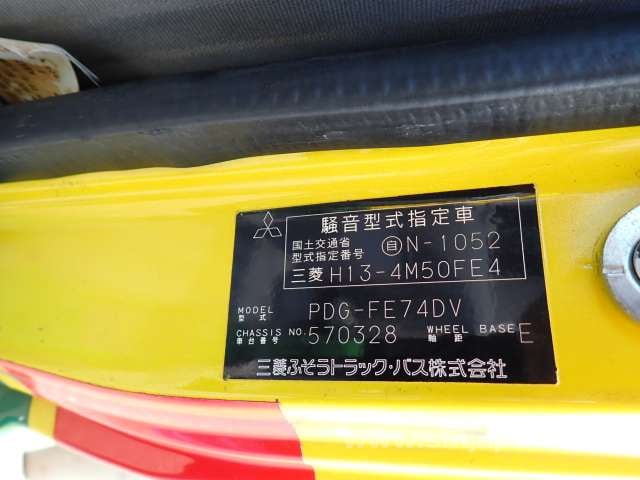 騒音型式指定車
国土交通省
型式指定番号 自N-1052
三菱 H13-4M50FE4
MODEL
型式 PDG-FE74DV
CHASSIS NO.
車台番号 570328 WHEEL BASE
軸距 E
三菱ふそうトラック・バス株式会社